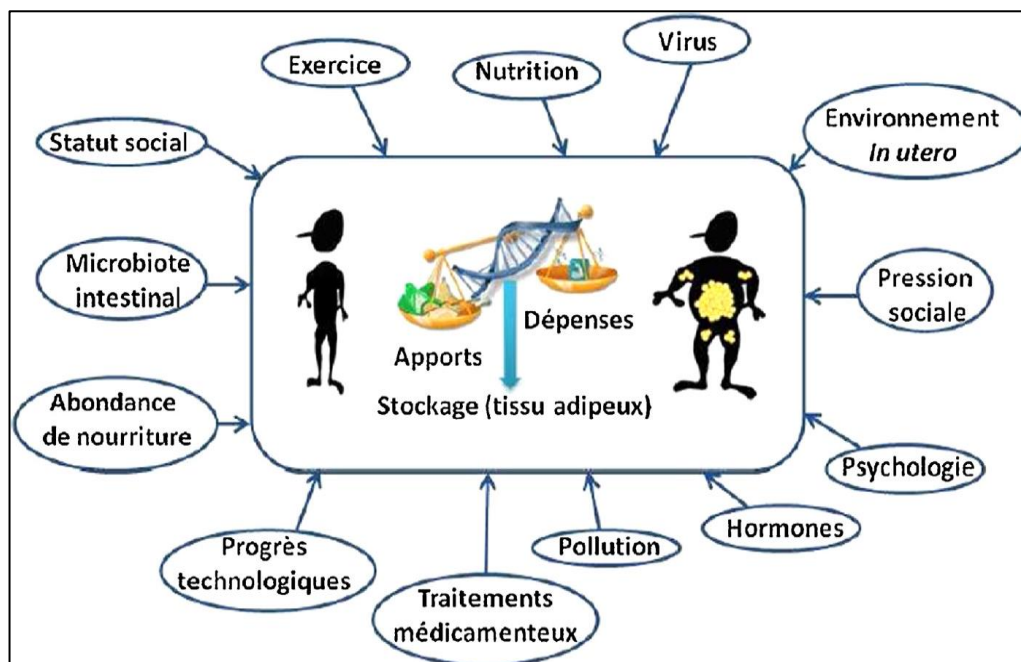 Virus
Exercice
Nutrition
Environnement
In utero
Statut social
Microbiote
intestinal
Pression
sociale
Dépenses
Apports
Stockage (tissu adipeux)
Abondance
de nourriture
Psychologie
Hormones
Progrès
technologiques
Pollution
Traitements
médicamenteux